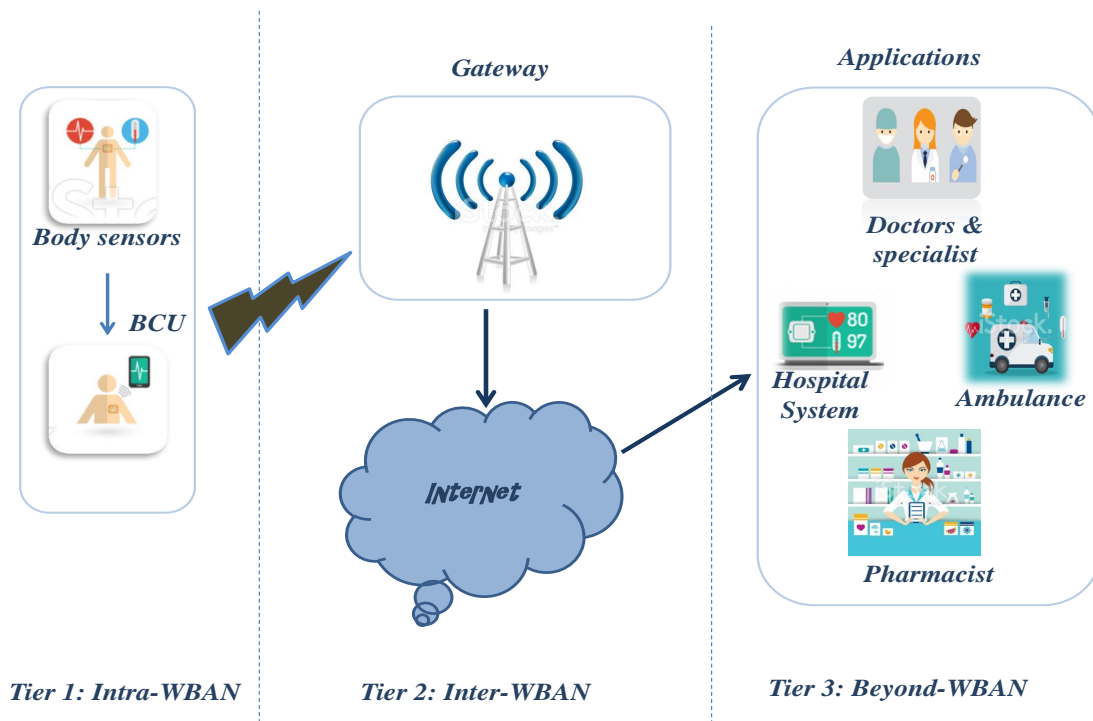 Gateway
Applications
Body sensors
BCU
Doctors &
specialist
80
97
Hospital
System
iStock.
Ambulance
Internet
Pharmacist
Tier 1: Intra-WBAN
Tier 2: Inter-WBAN
Tier 3: Beyond-WBAN